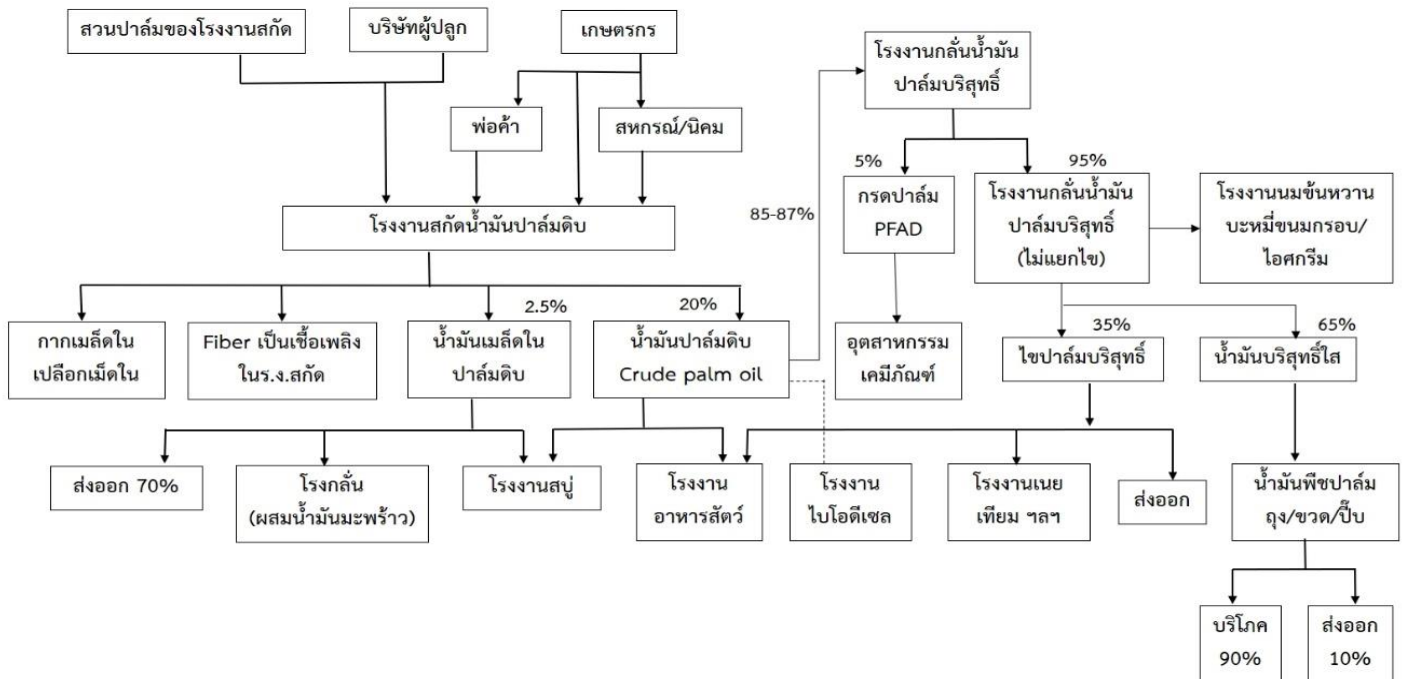 สวนปาล์มของโรงงานสกัด
บริษัทผู้ปลูก
เกษตรกร
โรงงานกลั่นน้ำมัน
ปาล์มบริสุทธิ์
พ่อค้า
สหกรณ์/นิคม
5%
95%
85-87%
กรดปาล์ม
PFAD
โรงงานกลั่นน้ำมัน
ปาล์มบริสุทธิ์
(ไม่แยกไข)
โรงงานนมข้นหวาน
บะหมี่ขนมกรอบ/
ไอศกรีม
โรงงานสกัดน้ำมันปาล์มดิบ
2.5%
20%
35%
65%
กากเมล็ดใน
เปลือกเม็ดใน
Fiber เป็นเชื้อเพลิง
ในร.ง.สกัด
น้ำมันเมล็ดใน
ปาล์มดิบ
น้ำมันปาล์มดิบ
Crude palm oil
อุตสาหกรรม
เคมีภัณฑ์
ไขปาล์มบริสุทธิ์
น้ำมันบริสุทธิ์ใส
ส่งออก 70%
โรงกลั่น
(ผสมน้ำมันมะพร้าว)
โรงงานสบู่
โรงงาน
อาหารสัตว์
โรงงาน
ไบโอดีเซล
โรงงานเนย
เทียม ฯลฯ
ส่งออก
น้ำมันพืชปาล์ม
ถุง/ขวด/ปี๊บ
บริโภค
90%
ส่งออก
10%